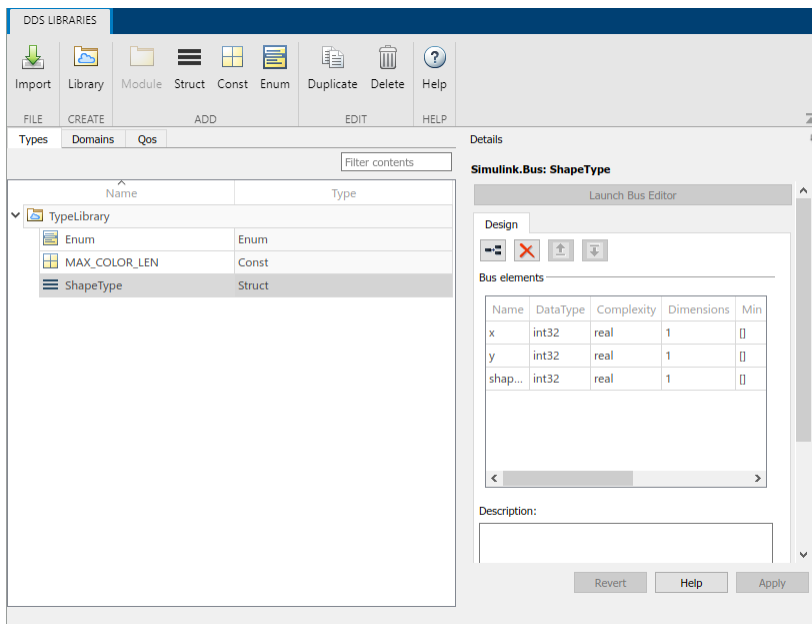 DDS LIBRARIES
Import Library Module Struct Const Enum Duplicate Delete Help
FILE CREATE ADD EDIT HELP
Types Domains Qos
Filter contents
Name Type
TypeLibrary
Enum Enum
MAX_COLOR_LEN Const
ShapeType Struct
Details
Simulink.Bus: ShapeType
Launch Bus Editor
Design
Bus elements
Name DataType Complexity Dimensions Min
x int32 real 1 []
y int32 real 1 []
shap... int32 real 1 []
Description:
Revert Help Apply